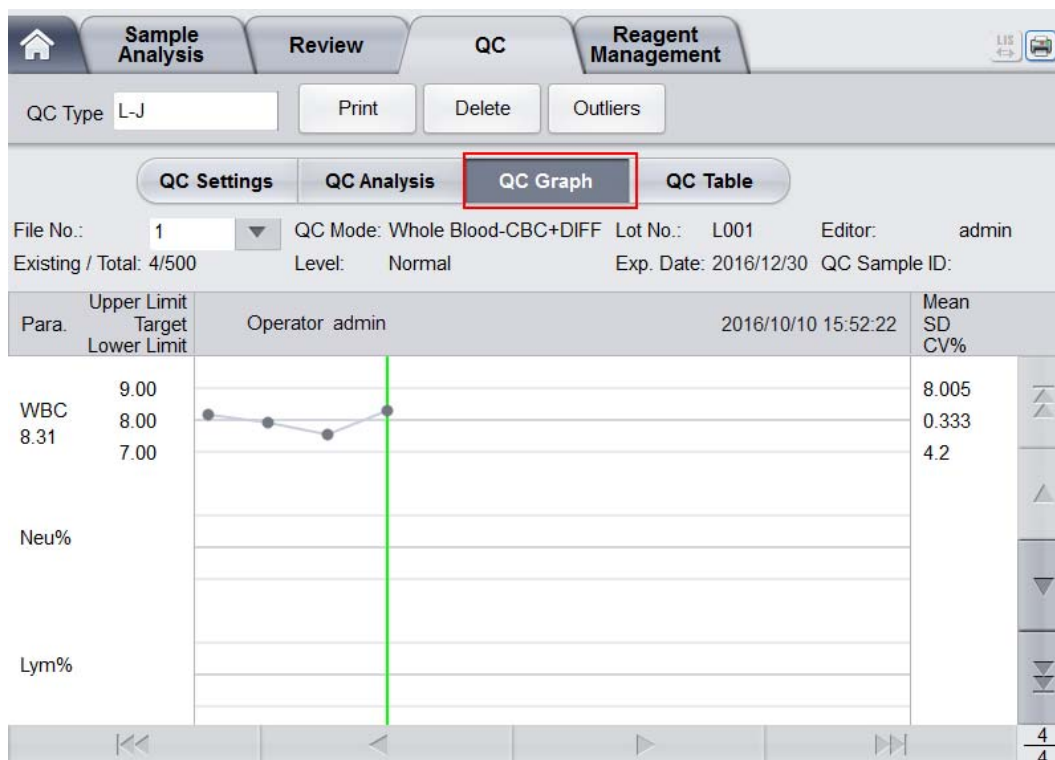 Sample Analysis Review QC Reagent Management LIS
QC Type L-J Print Delete Outliers
QC Settings QC Analysis QC Graph QC Table
File No.: 1 QC Mode: Whole Blood-CBC+DIFF Lot No.: L001 Editor: admin
Existing / Total: 4/500 Level: Normal Exp. Date: 2016/12/30 QC Sample ID:
Para. Upper Limit Target Lower Limit Operator admin 2016/10/10 15:52:22 Mean SD CV%
WBC 8.31 9.00 8.00 7.00 8.005 0.333 4.2
Neu%
Lym%
4
4